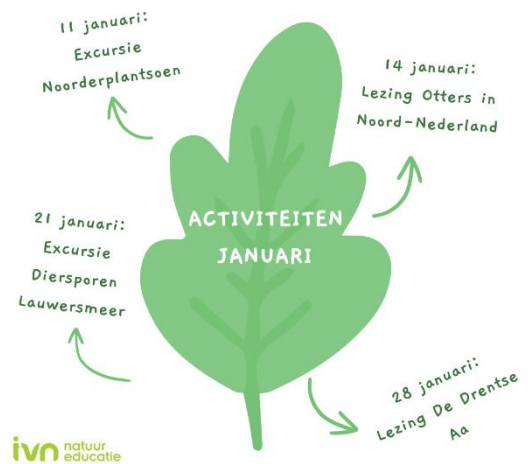 11 januari:
Excursie
Noorderplantsoen
14 januari:
Lezing Otters in
Noord-Nederland
ACTIVITEITEN
JANUARI
21 januari:
Excursie
Diersporen
Lauwersmeer
28 januari:
Lezing De Drentse
Aa
ivn natuur
educatie